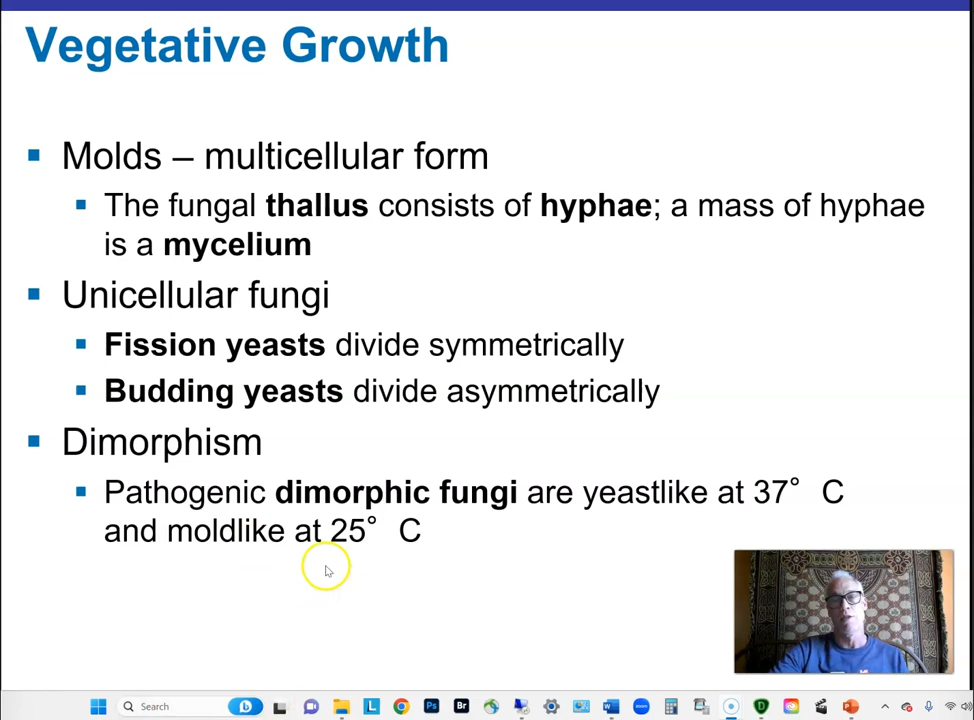 Vegetative Growth
Molds – multicellular form
The fungal thallus consists of hyphae; a mass of hyphae
is a mycelium
Unicellular fungi
Fission yeasts divide symmetrically
Budding yeasts divide asymmetrically
Dimorphism
Pathogenic dimorphic fungi are yeastlike at 37° C
and moldlike at 25° C
Search
L
Ps
Br